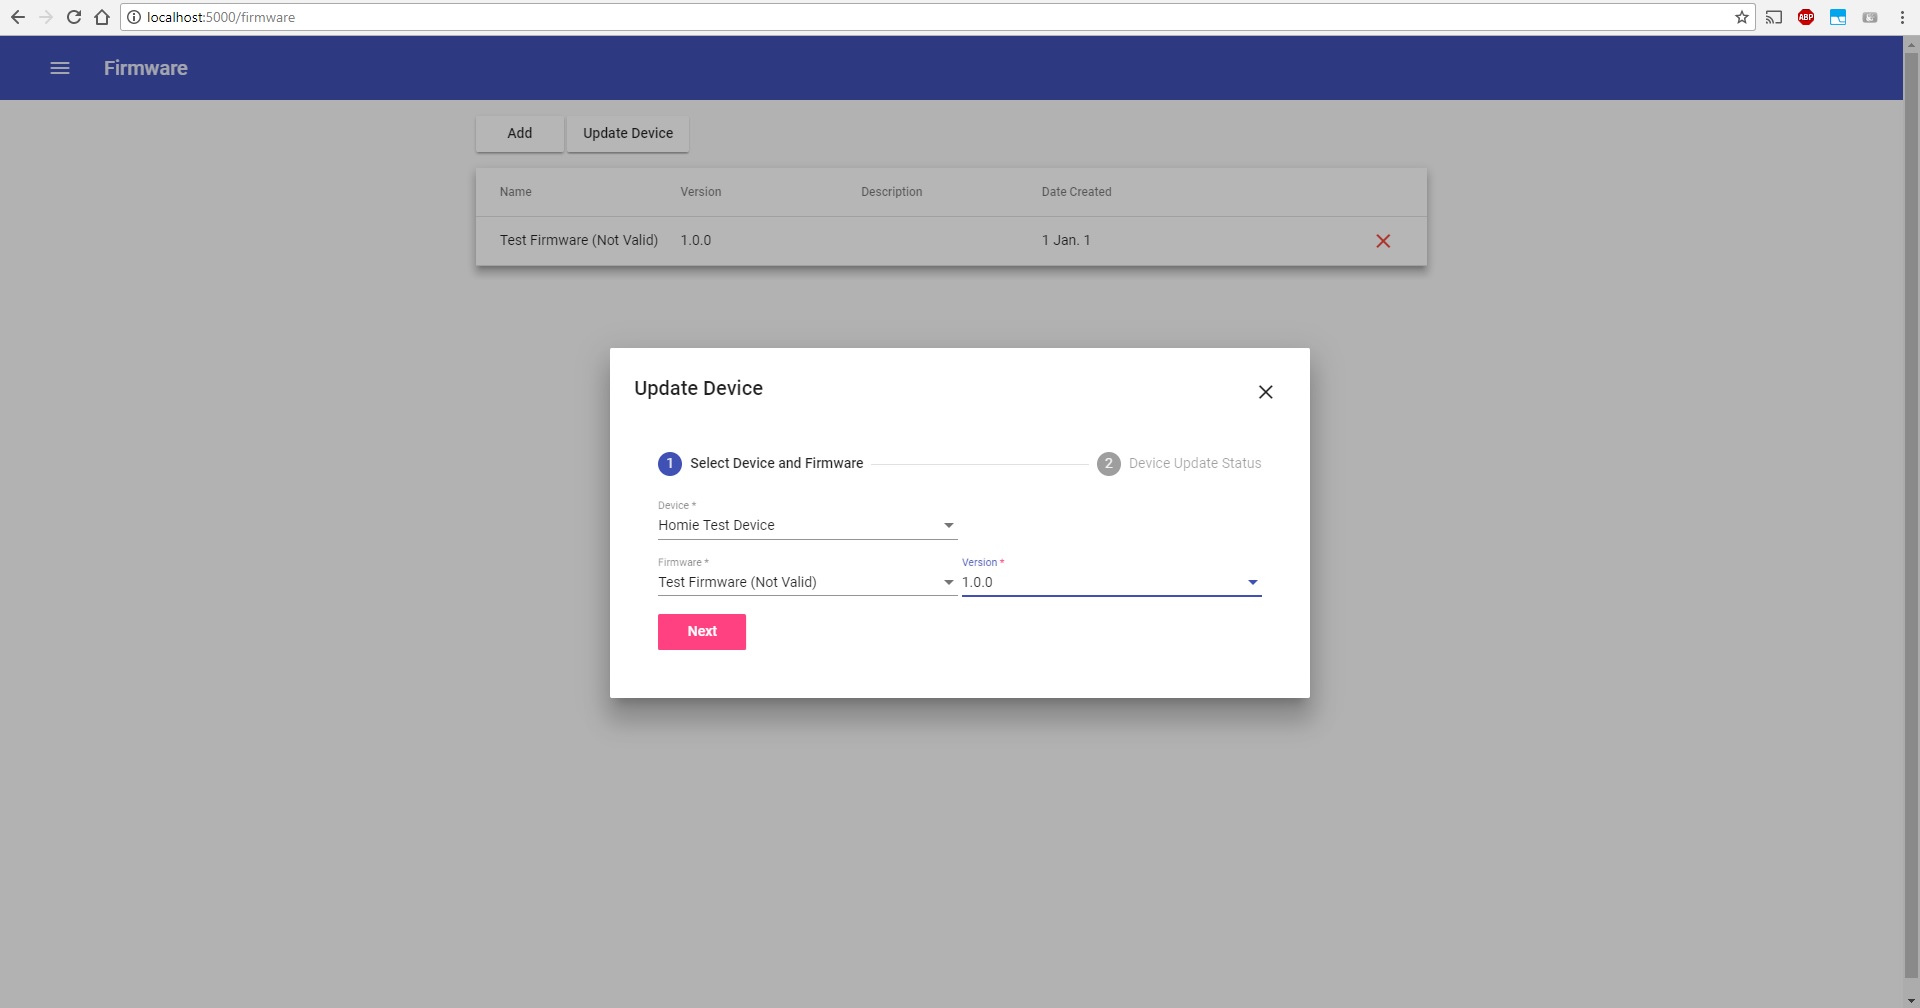 localhost:5000/firmware
ABP
Firmware
Add Update Device
Name Version Description Date Created
Test Firmware (Not Valid) 1.0.0 1 Jan. 1
Update Device
1 Select Device and Firmware 2 Device Update Status
Device *
Homie Test Device
Firmware * Version *
Test Firmware (Not Valid) 1.0.0
Next